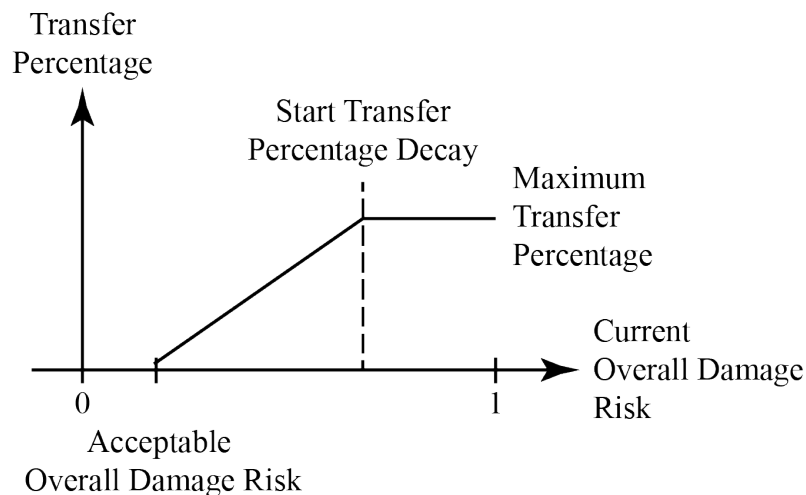 Transfer
Percentage
Start Transfer
Percentage Decay
Maximum
Transfer
Percentage
Current
Overall Damage
Risk
0
1
Acceptable
Overall Damage Risk